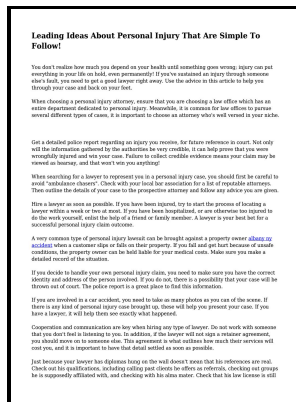 Leading Ideas About Personal Injury That Are Simple To
Follow!
You don't realize how much you depend on your health until something goes wrong; injury can put
everything in your life on hold, even permanently! If you've sustained an injury through someone
else's fault, you need to get a good lawyer right away. Use the advice in this article to help you
through your case and back on your feet.
When choosing a personal injury attorney, ensure that you are choosing a law office which has an
entire department dedicated to personal injury. Meanwhile, it is common for law offices to pursue
several different types of cases, it is important to choose an attorney who's well versed in your niche.
Get a detailed police report regarding an injury you receive, for future reference in court. Not only
will the information gathered by the authorities be very credible, it can help prove that you were
wrongfully injured and win your case. Failure to collect credible evidence means your claim may be
viewed as hearsay, and that won't win you anything!
When searching for a lawyer to represent you in a personal injury case, you should first be careful to
avoid "ambulance chasers". Check with your local bar association for a list of reputable attorneys.
Then outline the details of your case to the prospective attorney and follow any advice you are given.
Hire a lawyer as soon as possible. If you have been injured, try to start the process of locating a
lawyer within a week or two at most. If you have been hospitalized, or are otherwise too injured to
do the work yourself, enlist the help of a friend or family member. A lawyer is your best bet for a
successful personal injury claim outcome.
A very common type of personal injury lawsuit can be brought against a property owner albany ny
accident when a customer slips or falls on their property. If you fall and get hurt because of unsafe
conditions, the property owner can be held liable for your medical costs. Make sure you make a
detailed record of the situation.
If you decide to handle your own personal injury claim, you need to make sure you have the correct
identity and address of the person involved. If you do not, there is a possibility that your case will be
thrown out of court. The police report is a great place to find this information.
If you are involved in a car accident, you need to take as many photos as you can of the scene. If
there is any kind of personal injury case brought up, these will help you present your case. If you
have a lawyer, it will help them see exactly what happened.
Cooperation and communication are key when hiring any type of lawyer. Do not work with someone
that you don't feel is listening to you. In addition, if the lawyer will not sign a retainer agreement,
you should move on to someone else. This agreement is what outlines how much their services will
cost you, and it is important to have that detail settled as soon as possible.
Just because your lawyer has diplomas hung on the wall doesn't mean that his references are real.
Check out his qualifications, including calling past clients he offers as referrals, checking out groups
he is supposedly affiliated with, and checking with his alma mater. Check that his law license is still